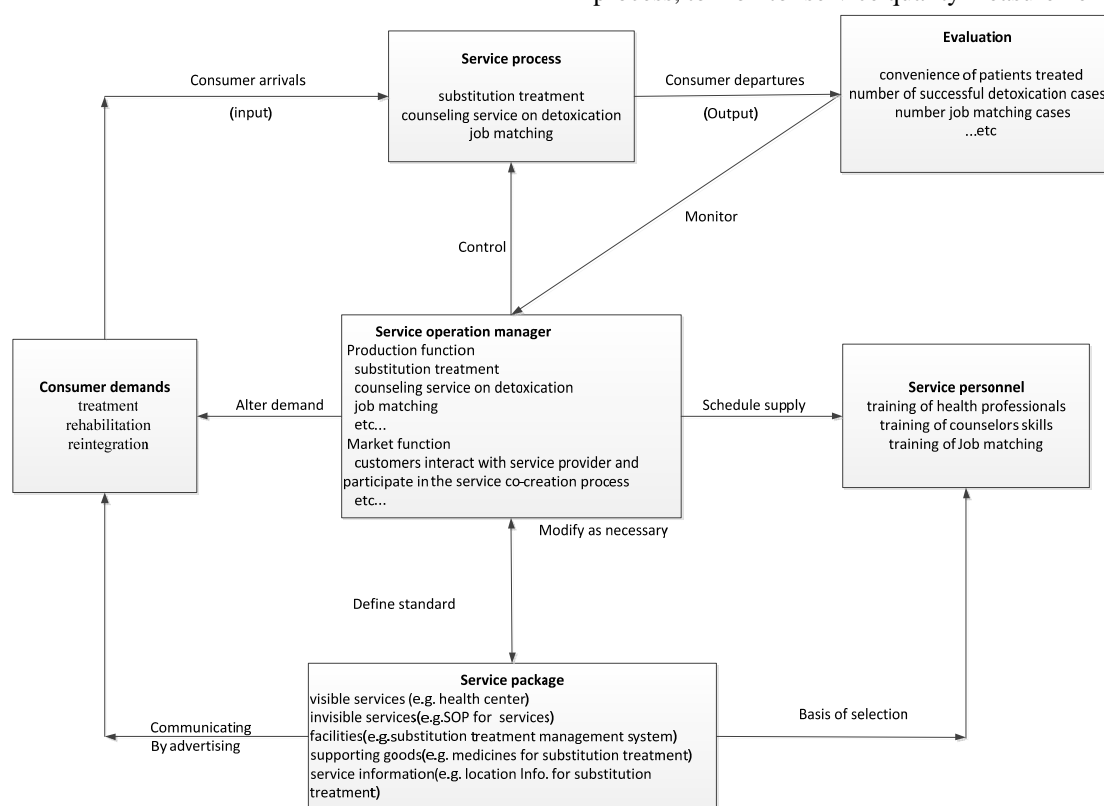 Service process
substitution treatment
counseling service on detoxication
job matching
Consumer arrivals
(input)
Consumer departures
(Output)
Evaluation
convenience of patients treated
number of successful detoxication cases
number job matching cases
...etc
Monitor
Control
Service operation manager
Production function
substitution treatment
counseling service on detoxication
job matching
etc...
Market function
customers interact with service provider and
participate in the service co-creation process
etc...
Consumer demands
treatment
rehabilitation
reintegration
Alter demand
Schedule supply
Service personnel
training of health professionals
training of counselors skills
training of Job matching
Modify as necessary
Define standard
Service package
visible services (e.g. health center)
invisible services(e.g.SOP for services)
facilities(e.g.substitution treatment management system)
supporting goods(e.g. medicines for substitution treatment)
service information(e.g. location Info. for substitution
treatment)
Communicating
By advertising
Basis of selection